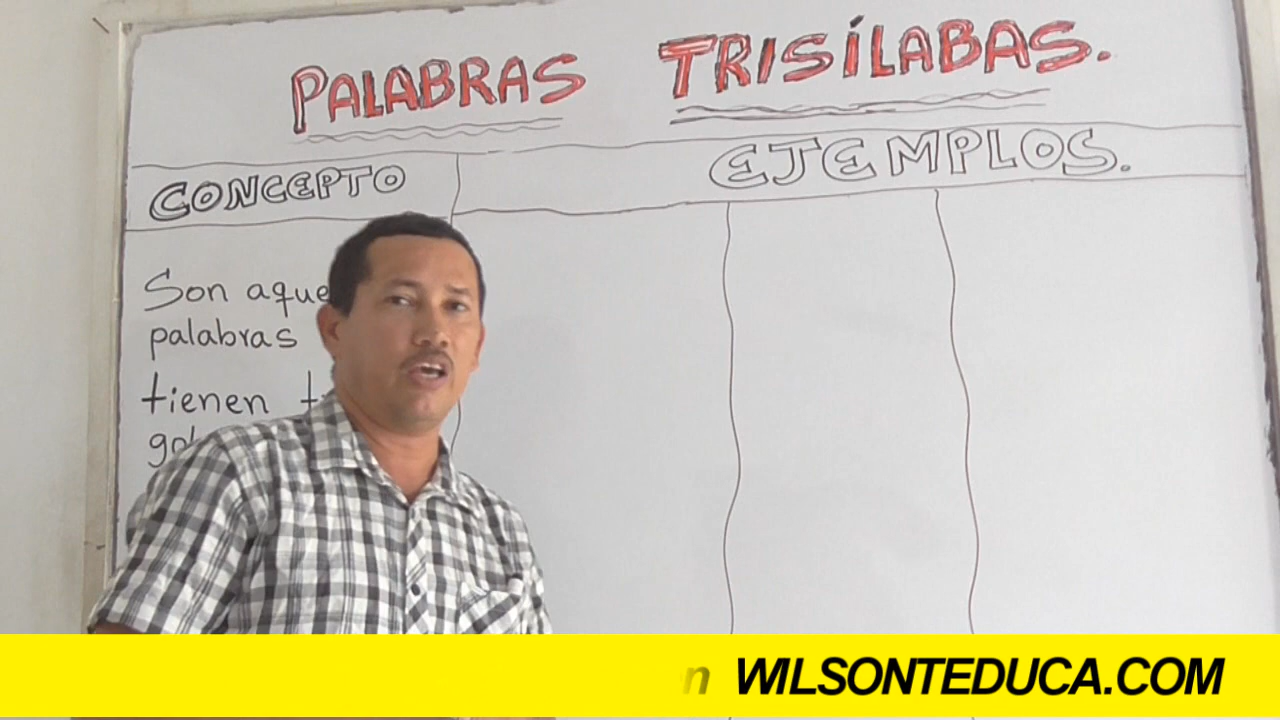 PALABRAS TRISÍLABAS.
CONCEPTO
EJEMPLOS.
Son aque
palabras
tienen
WILSONTEDUCA.COM